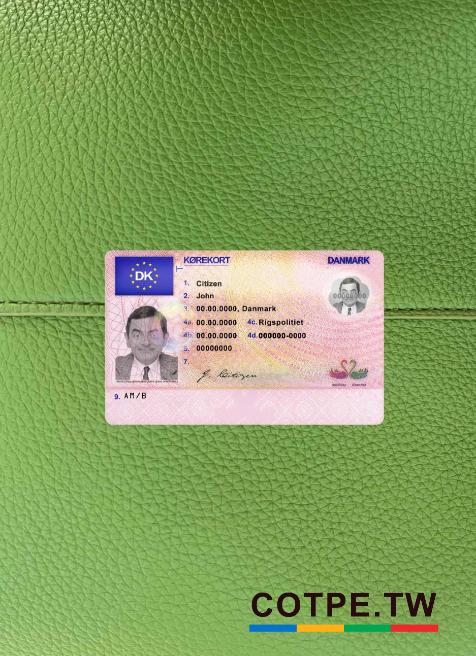 KØREKORT DANMARK
DK
1. Citizen
2. John
3. 00.00.0000, Danmark
4a. 00.00.0000 4c. Rigspolitiet
4b. 00.00.0000 4d. 000000-0000
5. 00000000
7.
J. Citizen
9. AM/B
COTPE.TW